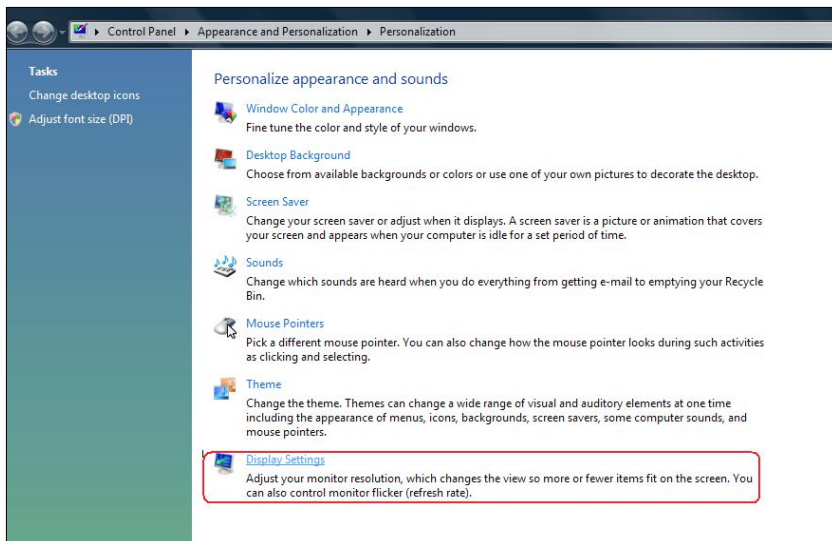 Control Panel ▸ Appearance and Personalization ▸ Personalization
Tasks
Change desktop icons
Adjust font size (DPI)
Personalize appearance and sounds
Window Color and Appearance
Fine tune the color and style of your windows.
Desktop Background
Choose from available backgrounds or colors or use one of your own pictures to decorate the desktop.
Screen Saver
Change your screen saver or adjust when it displays. A screen saver is a picture or animation that covers
your screen and appears when your computer is idle for a set period of time.
Sounds
Change which sounds are heard when you do everything from getting e-mail to emptying your Recycle
Bin.
Mouse Pointers
Pick a different mouse pointer. You can also change how the mouse pointer looks during such activities
as clicking and selecting.
Theme
Change the theme. Themes can change a wide range of visual and auditory elements at one time
including the appearance of menus, icons, backgrounds, screen savers, some computer sounds, and
mouse pointers.
Display Settings
Adjust your monitor resolution, which changes the view so more or fewer items fit on the screen. You
can also control monitor flicker (refresh rate).